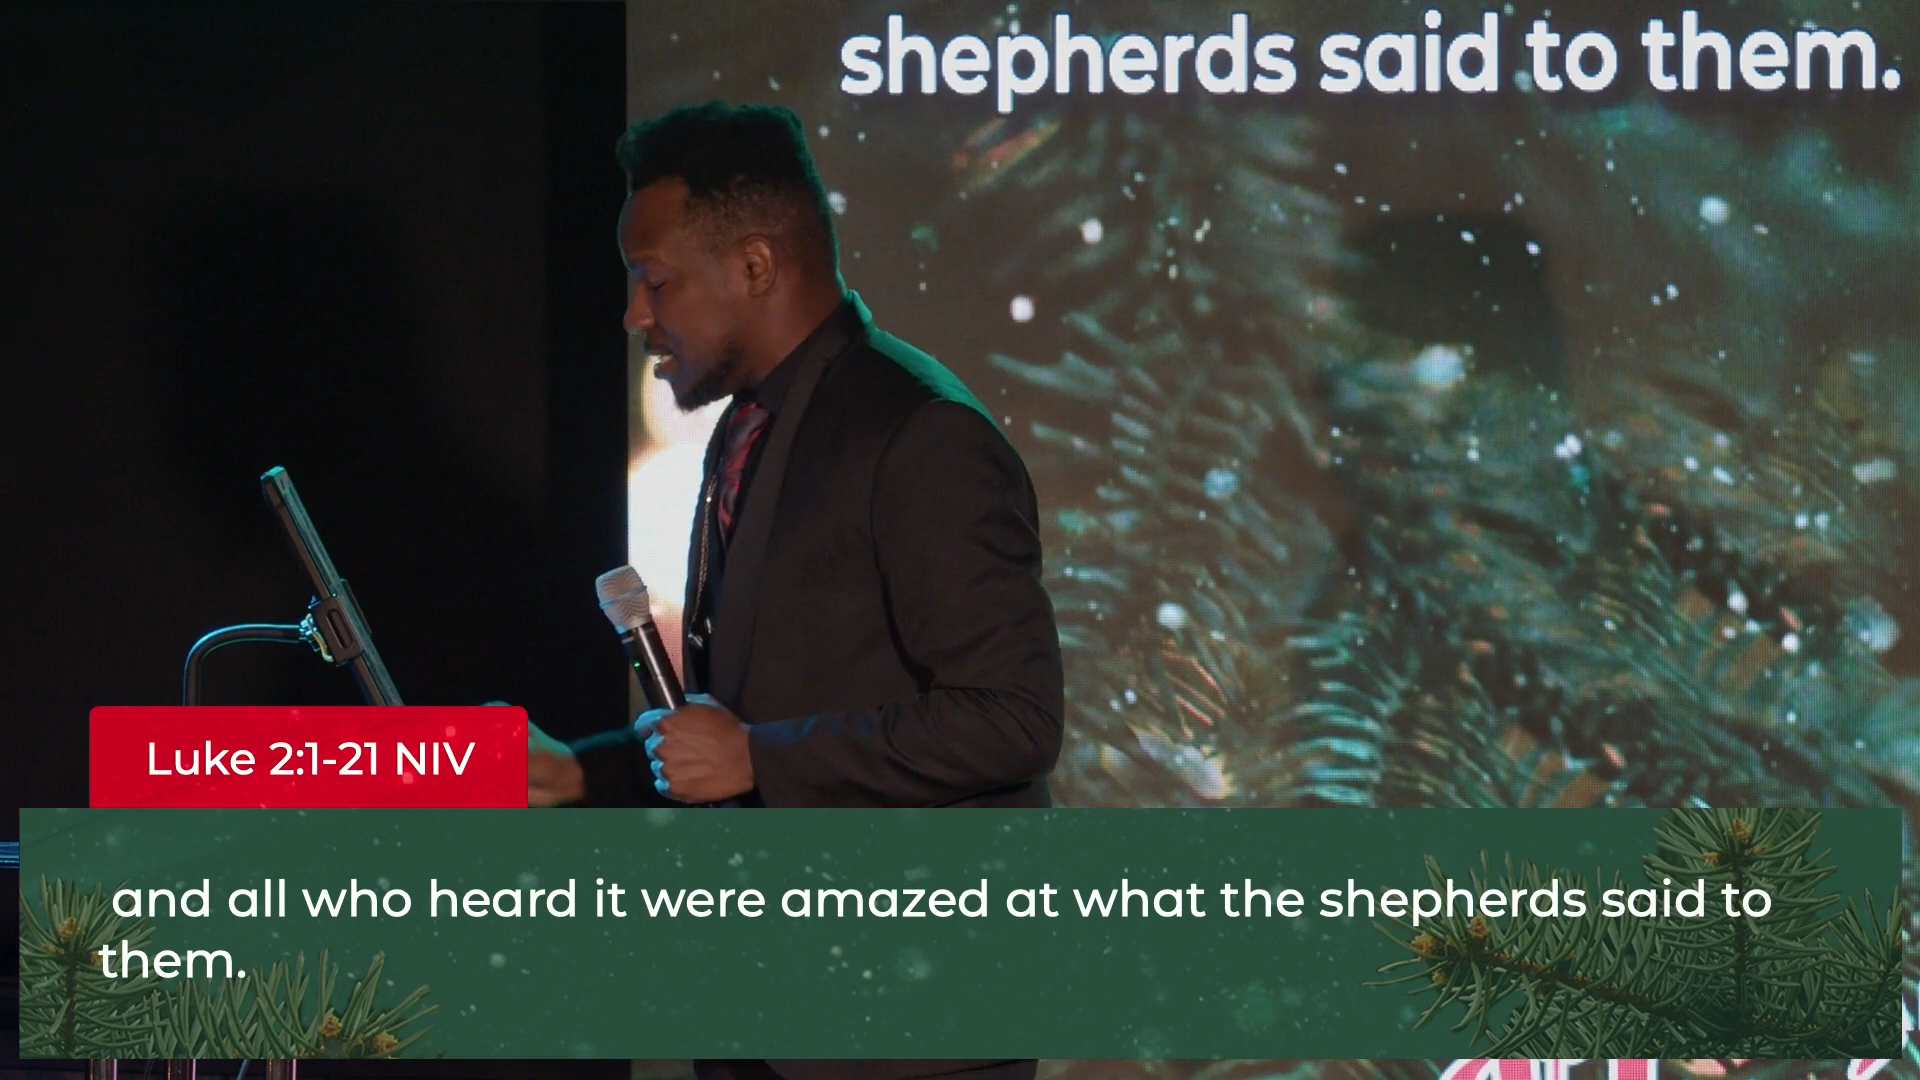 shepherds said to them.
Luke 2:1-21 NIV
and all who heard it were amazed at what the shepherds said to
them.